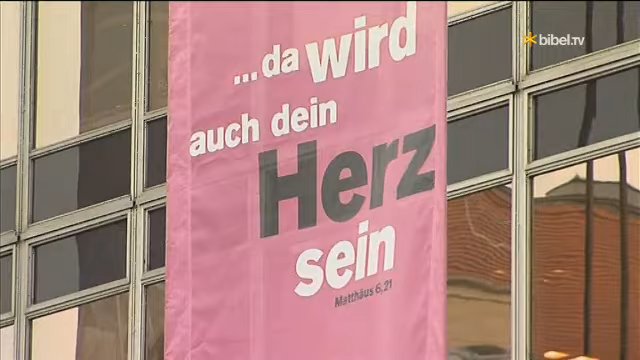 bibel.TV
...da wird
auch dein
Herz
sein
Matthäus 6,21